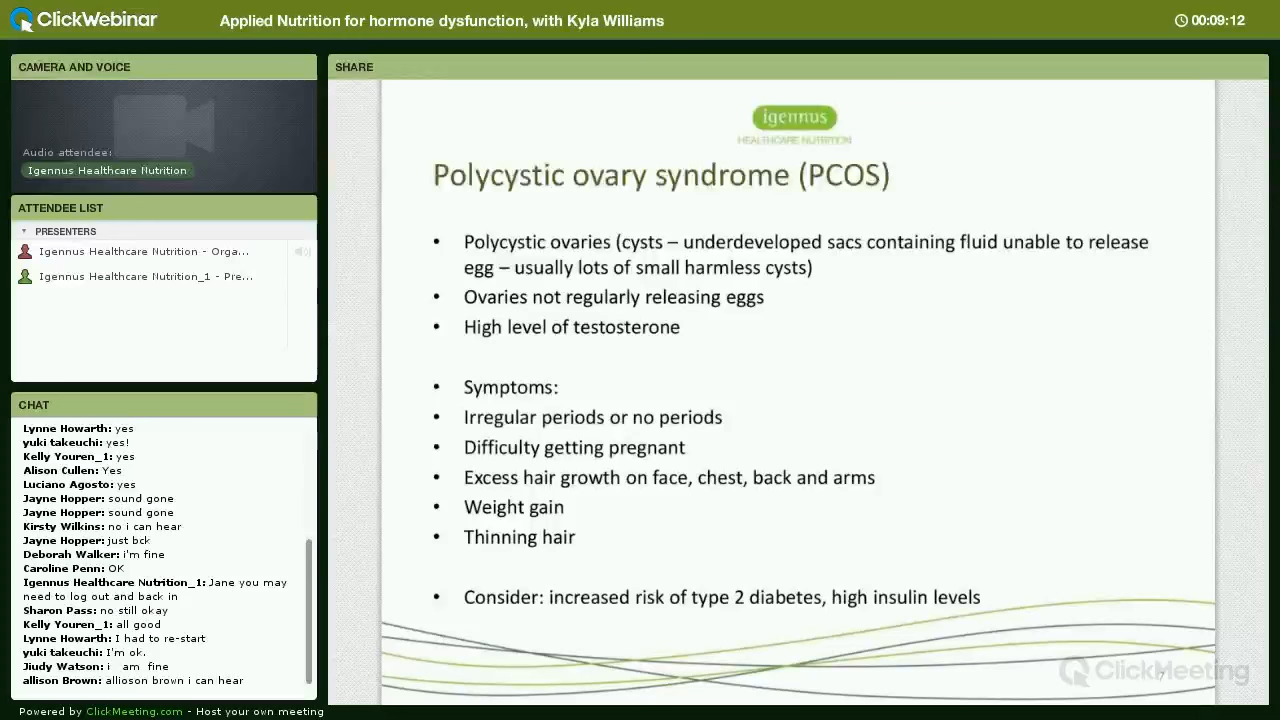 ClickWebinar
Applied Nutrition for hormone dysfunction, with Kyla Williams
00:09:12
CAMERA AND VOICE
Audio attendee:
Igennus Healthcare Nutrition
ATTENDEE LIST
PRESENTERS
Igennus Healthcare Nutrition - Orga...
Igennus Healthcare Nutrition_1 - Pre...
CHAT
Lynne Howarth: yes
yuki takeuchi: yes!
Kelly Youren_1: yes
Alison Cullen: Yes
Luciano Agosto: yes
Jayne Hopper: sound gone
Jayne Hopper: sound gone
Kirsty Wilkins: no i can hear
Jayne Hopper: just bck
Deborah Walker: i'm fine
Caroline Penn: OK
Igennus Healthcare Nutrition_1: Jane you may
need to log out and back in
Sharon Pass: no still okay
Kelly Youren_1: all good
Lynne Howarth: I had to re-start
yuki takeuchi: I'm ok.
Jiudy Watson: i am fine
allison Brown: allioson brown i can hear
Powered by ClickMeeting.com - Host your own meeting
SHARE
igennus
HEALTHCARE NUTRITION
Polycystic ovary syndrome (PCOS)
• Polycystic ovaries (cysts – underdeveloped sacs containing fluid unable to release
egg – usually lots of small harmless cysts)
• Ovaries not regularly releasing eggs
• High level of testosterone
• Symptoms:
• Irregular periods or no periods
• Difficulty getting pregnant
• Excess hair growth on face, chest, back and arms
• Weight gain
• Thinning hair
• Consider: increased risk of type 2 diabetes, high insulin levels
ClickMeeting
7